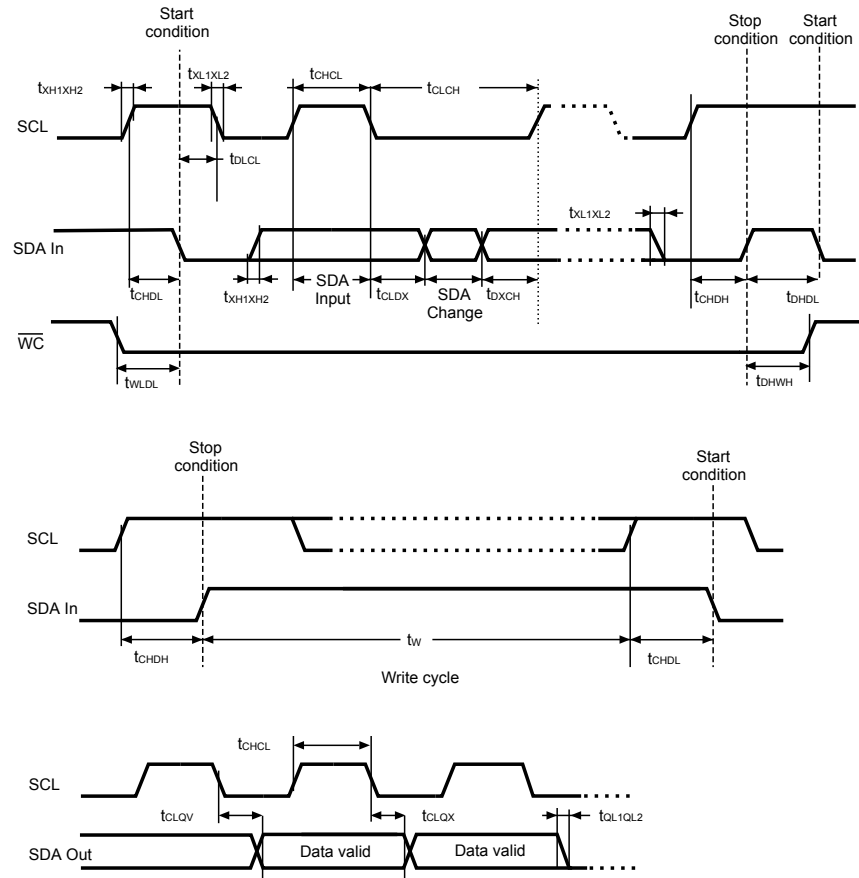 Start condition
Stop condition
Start condition
tXH1XH2
tXL1XL2
tCHCL
tCLCH
SCL
tDLCL
tXL1XL2
SDA In
tCHDL
tXH1XH2
SDA Input
tCLDX
SDA Change
tDXCH
tCHDH
tDHDL
WC
tWLDL
tDHWH
Stop condition
Start condition
SCL
SDA In
tCHDH
tW
tCHDL
Write cycle
tCHCL
SCL
tCLQV
tCLQX
tQL1QL2
SDA Out
Data valid
Data valid